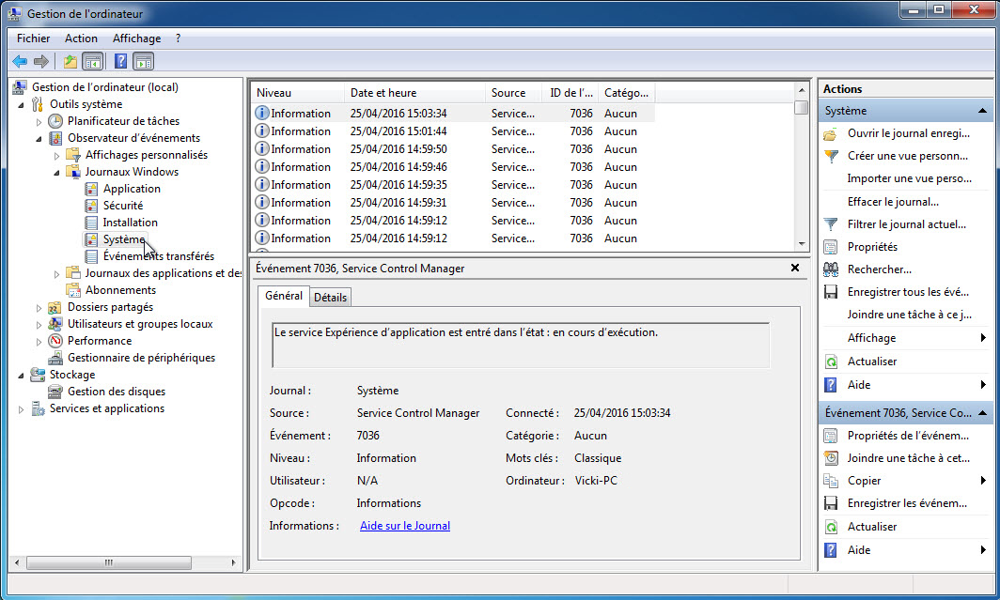 Gestion de l'ordinateur
Fichier Action Affichage ?
Gestion de l'ordinateur (local)
Outils système
Planificateur de tâches
Observateur d'événements
Affichages personnalisés
Journaux Windows
Application
Sécurité
Installation
Système
Événements transférés
Journaux des applications et de
Abonnements
Dossiers partagés
Utilisateurs et groupes locaux
Performance
Gestionnaire de périphériques
Stockage
Gestion des disques
Services et applications
Niveau Date et heure Source ID de l'... Catégo...
Information 25/04/2016 15:03:34 Service... 7036 Aucun
Information 25/04/2016 15:01:44 Service... 7036 Aucun
Information 25/04/2016 14:59:50 Service... 7036 Aucun
Information 25/04/2016 14:59:46 Service... 7036 Aucun
Information 25/04/2016 14:59:35 Service... 7036 Aucun
Information 25/04/2016 14:59:31 Service... 7036 Aucun
Information 25/04/2016 14:59:12 Service... 7036 Aucun
Information 25/04/2016 14:59:12 Service... 7036 Aucun
Événement 7036, Service Control Manager
Général Détails
Le service Expérience d'application est entré dans l'état : en cours d'exécution.
Journal : Système
Source : Service Control Manager Connecté : 25/04/2016 15:03:34
Événement : 7036 Catégorie : Aucun
Niveau : Information Mots clés : Classique
Utilisateur : N/A Ordinateur : Vicki-PC
Opcode : Informations
Informations : Aide sur le Journal
Actions
Système
Ouvrir le journal enregi...
Créer une vue personn...
Importer une vue perso...
Effacer le journal...
Filtrer le journal actuel...
Propriétés
Rechercher...
Enregistrer tous les évé...
Joindre une tâche à ce j...
Affichage
Actualiser
Aide
Événement 7036, Service Co...
Propriétés de l'événem...
Joindre une tâche à cet...
Copier
Enregistrer les événem...
Actualiser
Aide